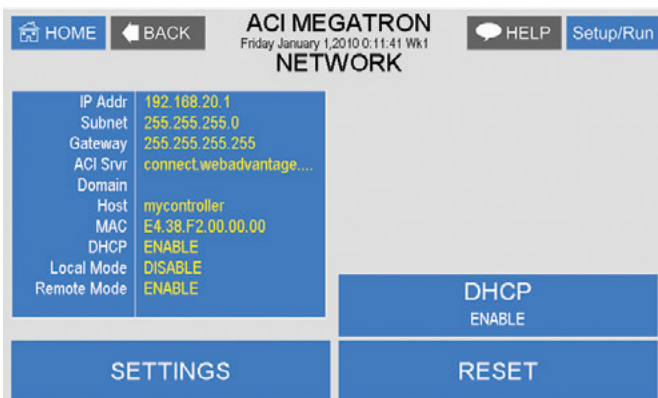 HOME
BACK
ACI MEGATRON
Friday January 1,2010 0:11:41 Wk1
NETWORK
HELP
Setup/Run
IP Addr 192.168.20.1
Subnet 255.255.255.0
Gateway 255.255.255.255
ACI Srvr connect.webadvantage....
Domain
Host mycontroller
MAC E4.38.F2.00.00.00
DHCP ENABLE
Local Mode DISABLE
Remote Mode ENABLE
DHCP
ENABLE
SETTINGS
RESET